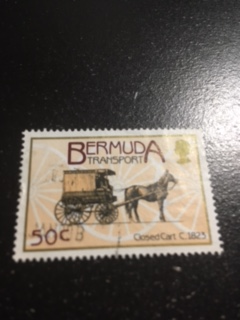 BERMUDA
TRANSPORT
50c
Closed Cart, C.1823